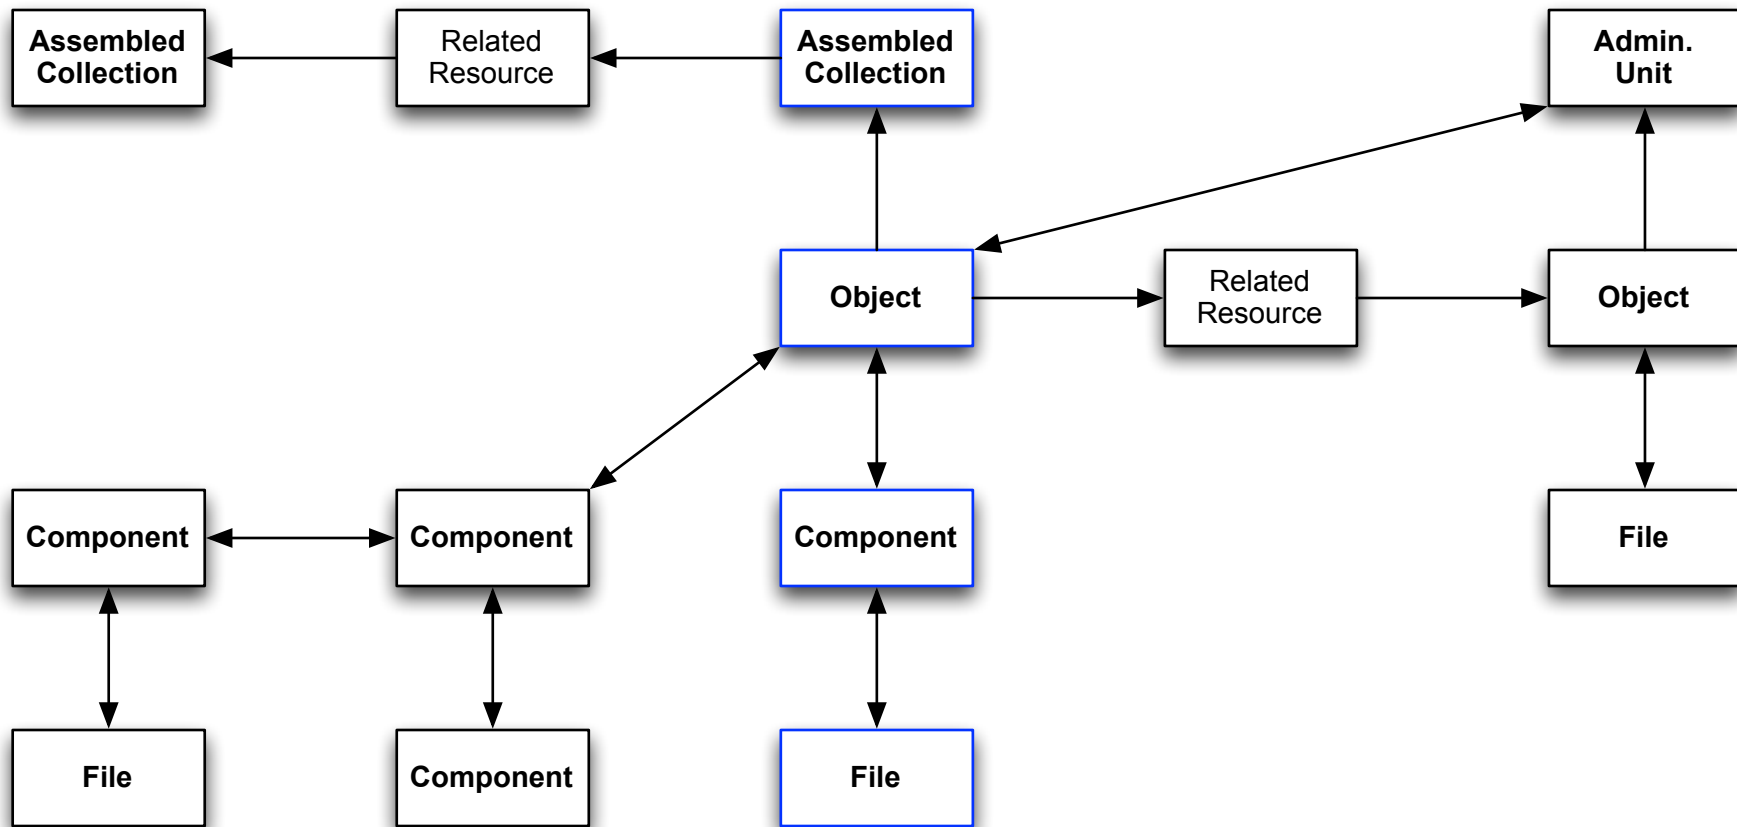 Assembled
Collection
Related
Resource
Assembled
Collection
Admin.
Unit
Object
Related
Resource
Object
Component
Component
Component
File
File
Component
File